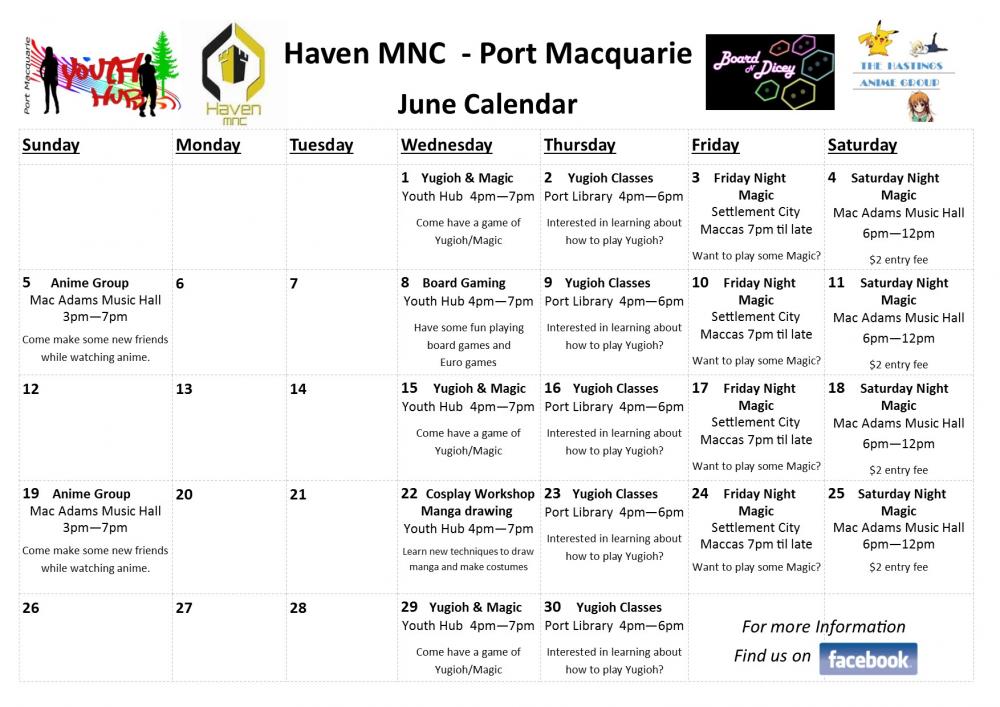 Port Macquarie
Youth
Hub
Haven
MNC
Haven MNC - Port Macquarie
June Calendar
Board
N
Dicey
THE HASTINGS
ANIME GROUP
Sunday
Monday
Tuesday
Wednesday
Thursday
Friday
Saturday
1 Yugioh & Magic
Youth Hub 4pm—7pm
Come have a game of
Yugioh/Magic
2 Yugioh Classes
Port Library 4pm—6pm
Interested in learning about
how to play Yugioh?
3 Friday Night
Magic
Settlement City
Maccas 7pm til late
Want to play some Magic?
4 Saturday Night
Magic
Mac Adams Music Hall
6pm—12pm
$2 entry fee
5 Anime Group
Mac Adams Music Hall
3pm—7pm
Come make some new friends
while watching anime.
6
7
8 Board Gaming
Youth Hub 4pm—7pm
Have some fun playing
board games and
Euro games
9 Yugioh Classes
Port Library 4pm—6pm
Interested in learning about
how to play Yugioh?
10 Friday Night
Magic
Settlement City
Maccas 7pm til late
Want to play some Magic?
11 Saturday Night
Magic
Mac Adams Music Hall
6pm—12pm
$2 entry fee
12
13
14
15 Yugioh & Magic
Youth Hub 4pm—7pm
Come have a game of
Yugioh/Magic
16 Yugioh Classes
Port Library 4pm—6pm
Interested in learning about
how to play Yugioh?
17 Friday Night
Magic
Settlement City
Maccas 7pm til late
Want to play some Magic?
18 Saturday Night
Magic
Mac Adams Music Hall
6pm—12pm
$2 entry fee
19 Anime Group
Mac Adams Music Hall
3pm—7pm
Come make some new friends
while watching anime.
20
21
22 Cosplay Workshop
Manga drawing
Youth Hub 4pm—7pm
Learn new techniques to draw
manga and make costumes
23 Yugioh Classes
Port Library 4pm—6pm
Interested in learning about
how to play Yugioh?
24 Friday Night
Magic
Settlement City
Maccas 7pm til late
Want to play some Magic?
25 Saturday Night
Magic
Mac Adams Music Hall
6pm—12pm
$2 entry fee
26
27
28
29 Yugioh & Magic
Youth Hub 4pm—7pm
Come have a game of
Yugioh/Magic
30 Yugioh Classes
Port Library 4pm—6pm
Interested in learning about
how to play Yugioh?
For more Information
Find us on facebook